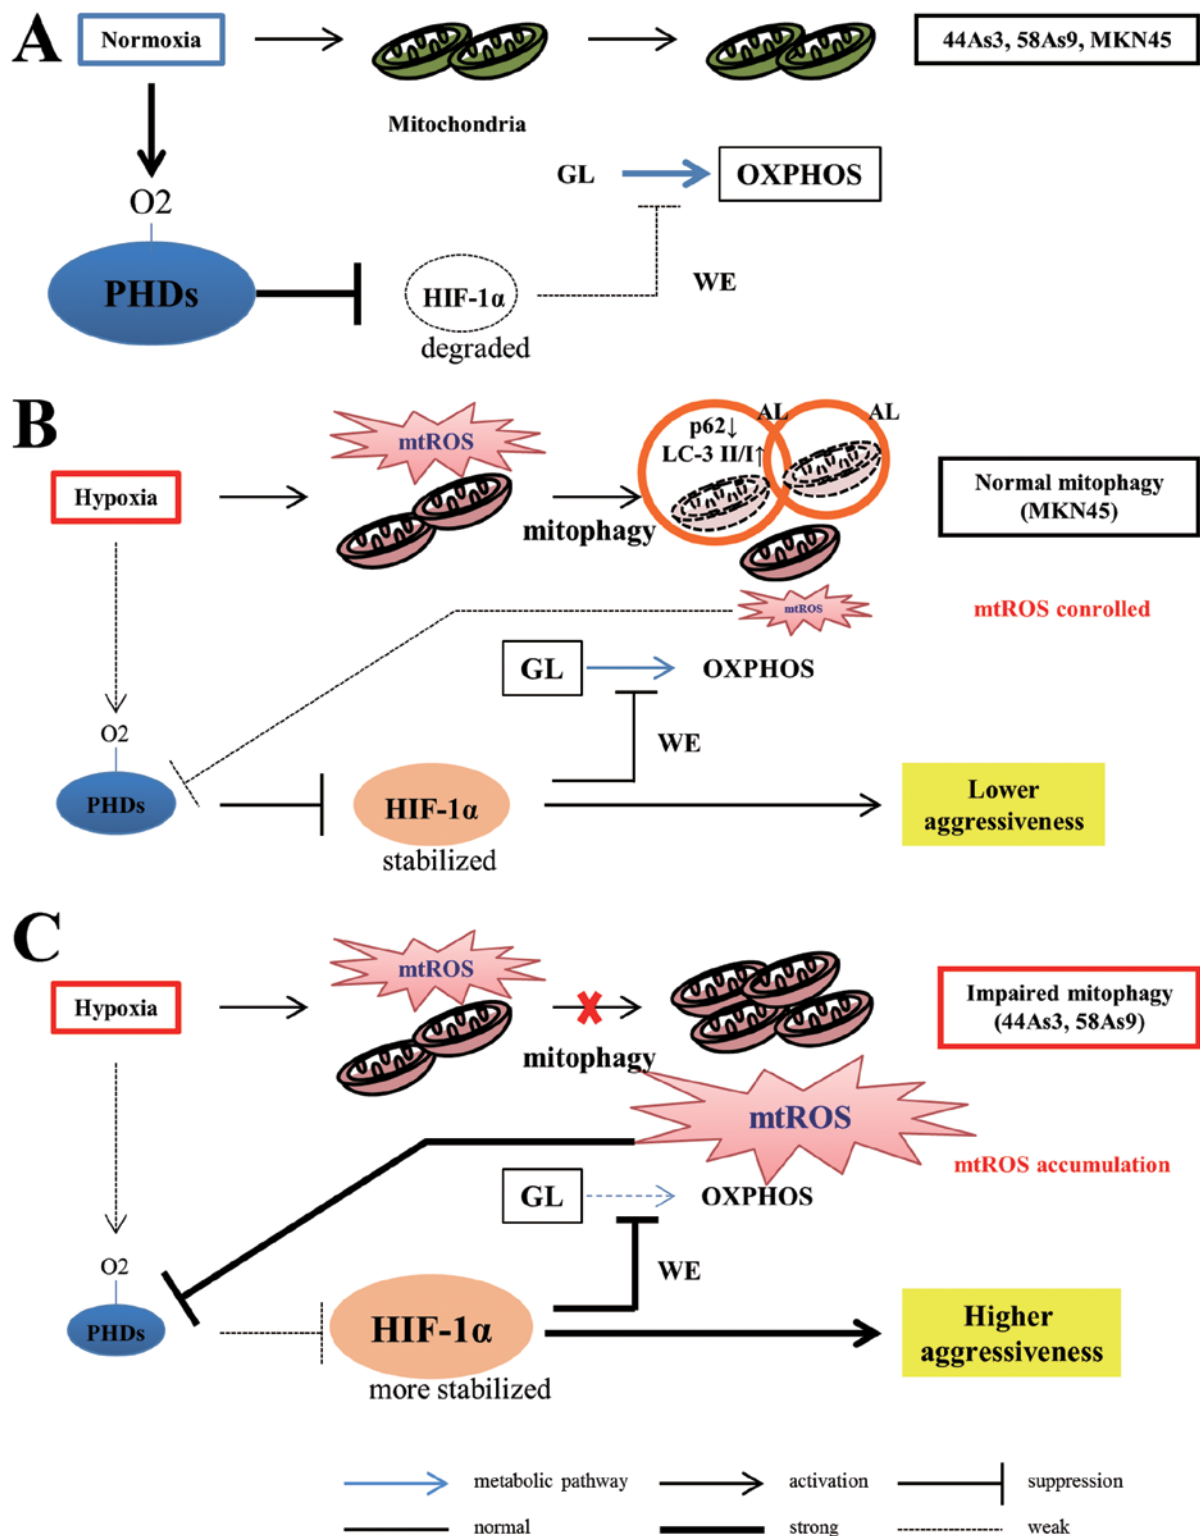 A
Normoxia
44As3, 58As9, MKN45
Mitochondria
GL
OXPHOS
O2
PHDs
HIF-1α
WE
degraded
B
mtROS
AL
AL
p62↓
LC-3 II/I↑
Hypoxia
mitophagy
Normal mitophagy
(MKN45)
mtROS
mtROS conrolled
GL
OXPHOS
O2
WE
PHDs
HIF-1α
stabilized
Lower
aggressiveness
C
mtROS
Hypoxia
mitophagy
Impaired mitophagy
(44As3, 58As9)
mtROS
mtROS accumulation
GL
OXPHOS
O2
WE
PHDs
HIF-1α
more stabilized
Higher
aggressiveness
metabolic pathway
activation
suppression
normal
strong
weak